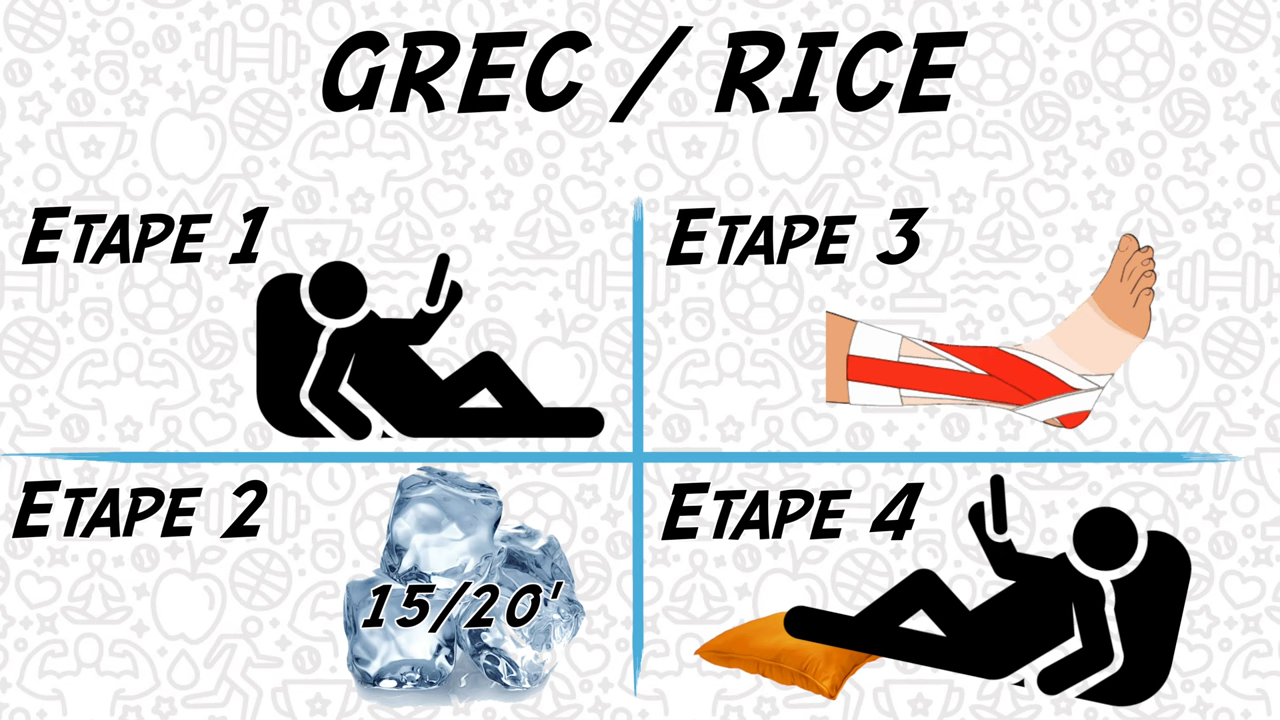 GREC / RICE
ETAPE 1
ETAPE 2
15/20'
ETAPE 3
ETAPE 4